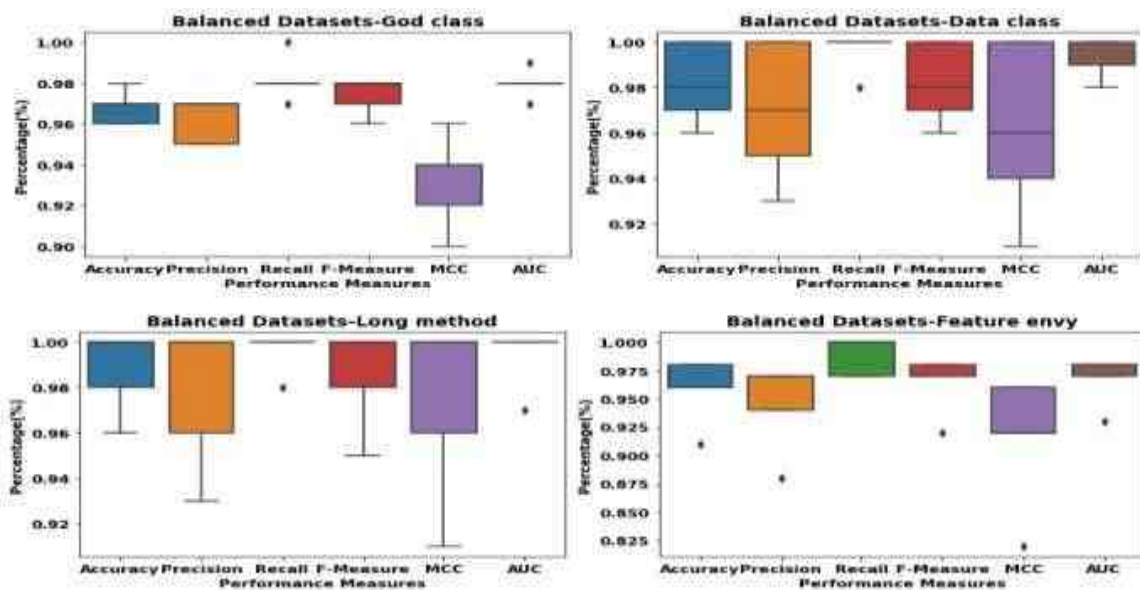 Balanced Datasets-God class
Percentage(%)
1.00
0.98
0.96
0.94
0.92
0.90
Accuracy Precision Recall F-Measure MCC AUC
Performance Measures
Balanced Datasets-Data class
Percentage(%)
1.00
0.98
0.96
0.94
0.92
Accuracy Precision Recall F-Measure MCC AUC
Performance Measures
Balanced Datasets-Long method
Percentage(%)
1.00
0.98
0.96
0.94
0.92
Accuracy Precision Recall F-Measure MCC AUC
Performance Measures
Balanced Datasets-Feature envy
Percentage(%)
1.000
0.975
0.950
0.925
0.900
0.875
0.850
0.825
Accuracy Precision Recall F-Measure MCC AUC
Performance Measures